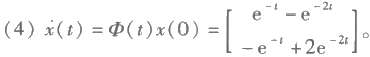 (4) ẋ(t) = Φ(t)x(0) = [ e^{-t} - e^{-2t}
- e^{-t} + 2e^{-2t} ]。